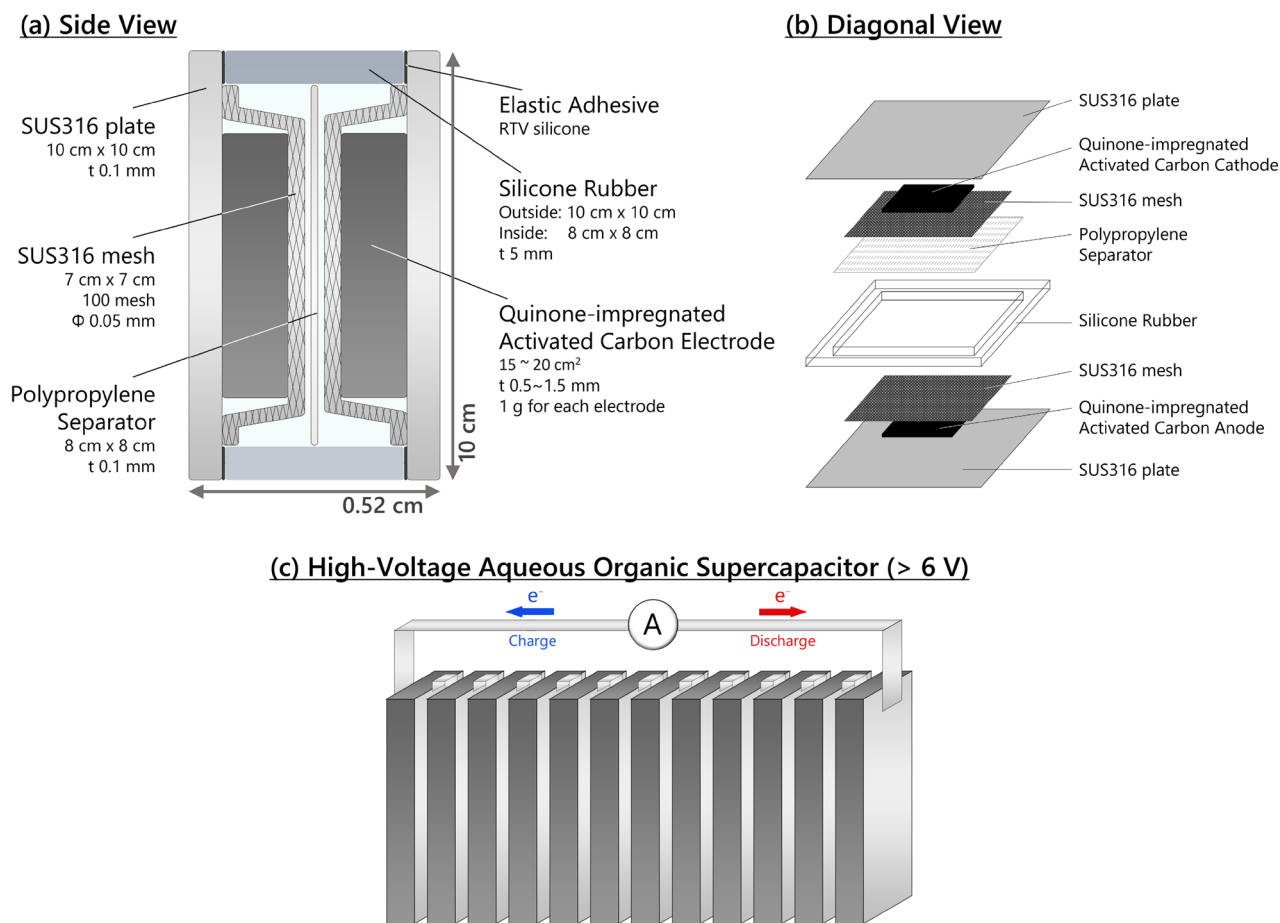 (a) Side View
SUS316 plate
10 cm x 10 cm
t 0.1 mm
SUS316 mesh
7 cm x 7 cm
100 mesh
Φ 0.05 mm
Polypropylene
Separator
8 cm x 8 cm
t 0.1 mm
Elastic Adhesive
RTV silicone
Silicone Rubber
Outside: 10 cm x 10 cm
Inside: 8 cm x 8 cm
t 5 mm
Quinone-impregnated
Activated Carbon Electrode
15 ~ 20 cm²
t 0.5~1.5 mm
1 g for each electrode
10 cm
0.52 cm
(b) Diagonal View
SUS316 plate
Quinone-impregnated
Activated Carbon Cathode
SUS316 mesh
Polypropylene
Separator
Silicone Rubber
SUS316 mesh
Quinone-impregnated
Activated Carbon Anode
SUS316 plate
(c) High-Voltage Aqueous Organic Supercapacitor (> 6 V)
e⁻
Charge
A
e⁻
Discharge